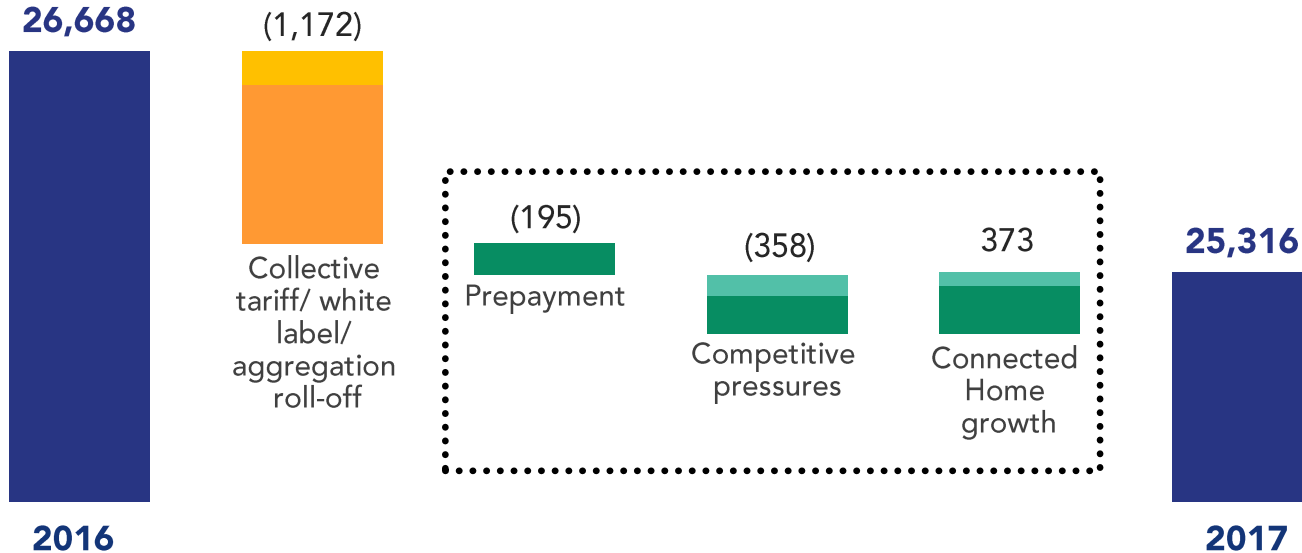 26,668
2016
(1,172)
Collective
tariff/ white
label/
aggregation
roll-off
(195)
Prepayment
(358)
Competitive
pressures
373
Connected
Home
growth
25,316
2017